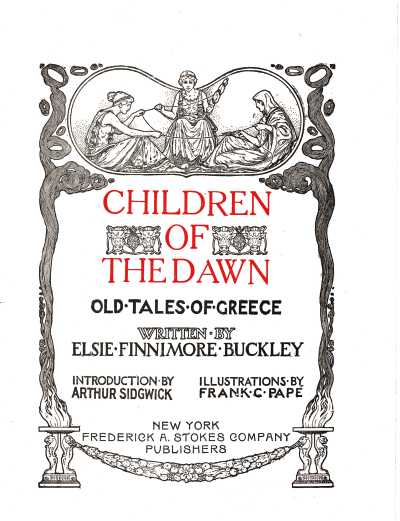 CHILDREN
OF
THE DAWN
OLD·TALES·OF·GREECE
WRITTEN·BY
ELSIE·FINNIMORE·BUCKLEY
INTRODUCTION·BY
ARTHUR SIDGWICK
ILLUSTRATIONS·BY
FRANK·C·PAPE
NEW YORK
FREDERICK A. STOKES COMPANY
PUBLISHERS